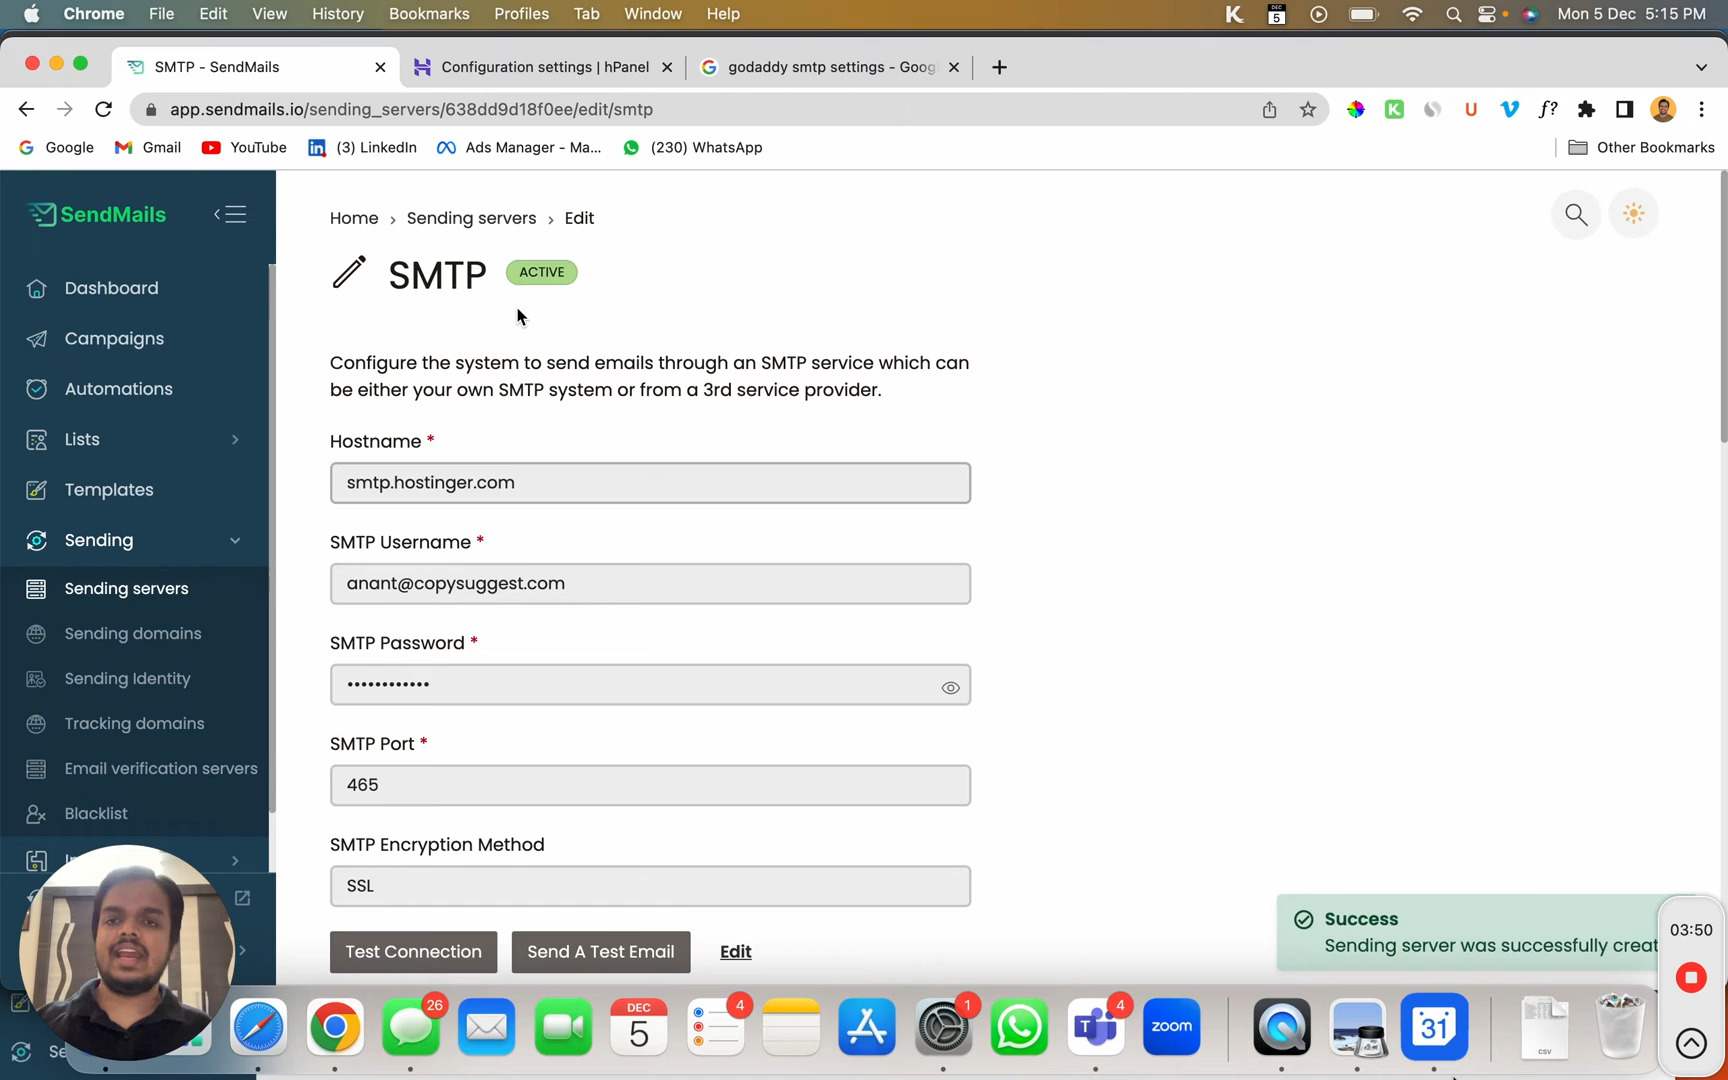 Chrome File Edit View History Bookmarks Profiles Tab Window Help
DEC 5
Mon 5 Dec 5:15 PM
SMTP - SendMails
Configuration settings | hPanel
godaddy smtp settings - Goog
app.sendmails.io/sending_servers/638dd9d18f0ee/edit/smtp
Google Gmail YouTube (3) LinkedIn Ads Manager - Ma... (230) WhatsApp Other Bookmarks
SendMails
Dashboard
Campaigns
Automations
Lists
Templates
Sending
Sending servers
Sending domains
Sending Identity
Tracking domains
Email verification servers
Blacklist
Home › Sending servers › Edit
SMTP ACTIVE
Configure the system to send emails through an SMTP service which can
be either your own SMTP system or from a 3rd service provider.
Hostname *
smtp.hostinger.com
SMTP Username *
anant@copysuggest.com
SMTP Password *
••••••••••••
SMTP Port *
465
SMTP Encryption Method
SSL
Test Connection Send A Test Email Edit
Success
Sending server was successfully creat
03:50
26
DEC
5
4
1
4
zoom
31
CSV